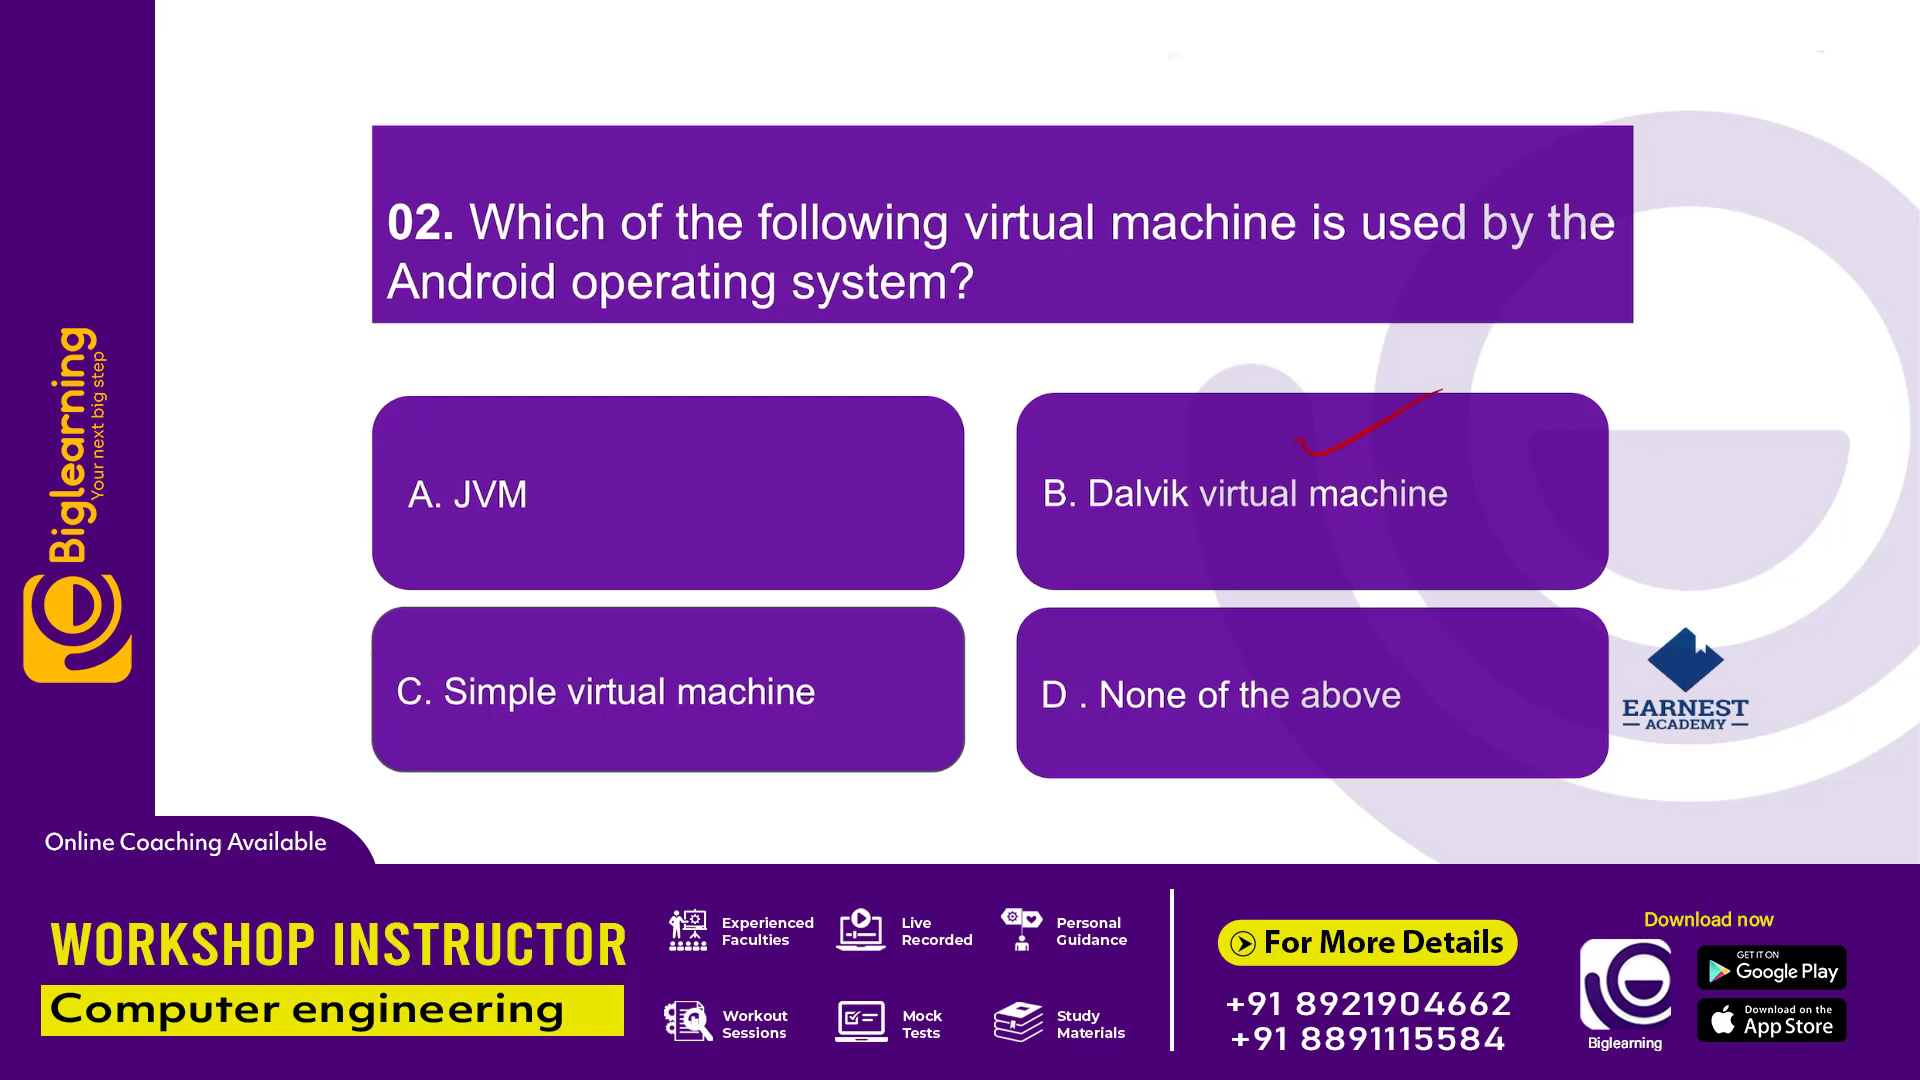 02. Which of the following virtual machine is used by the
Android operating system?
A. JVM
B. Dalvik virtual machine
C. Simple virtual machine
D . None of the above
Biglearning
Your next big step
EARNEST
ACADEMY
Online Coaching Available
WORKSHOP INSTRUCTOR
Computer engineering
Experienced
Faculties
Live
Recorded
Personal
Guidance
Workout
Sessions
Mock
Tests
Study
Materials
For More Details
+91 8921904662
+91 8891115584
Download now
Biglearning
GET IT ON
Google Play
Download on the
App Store